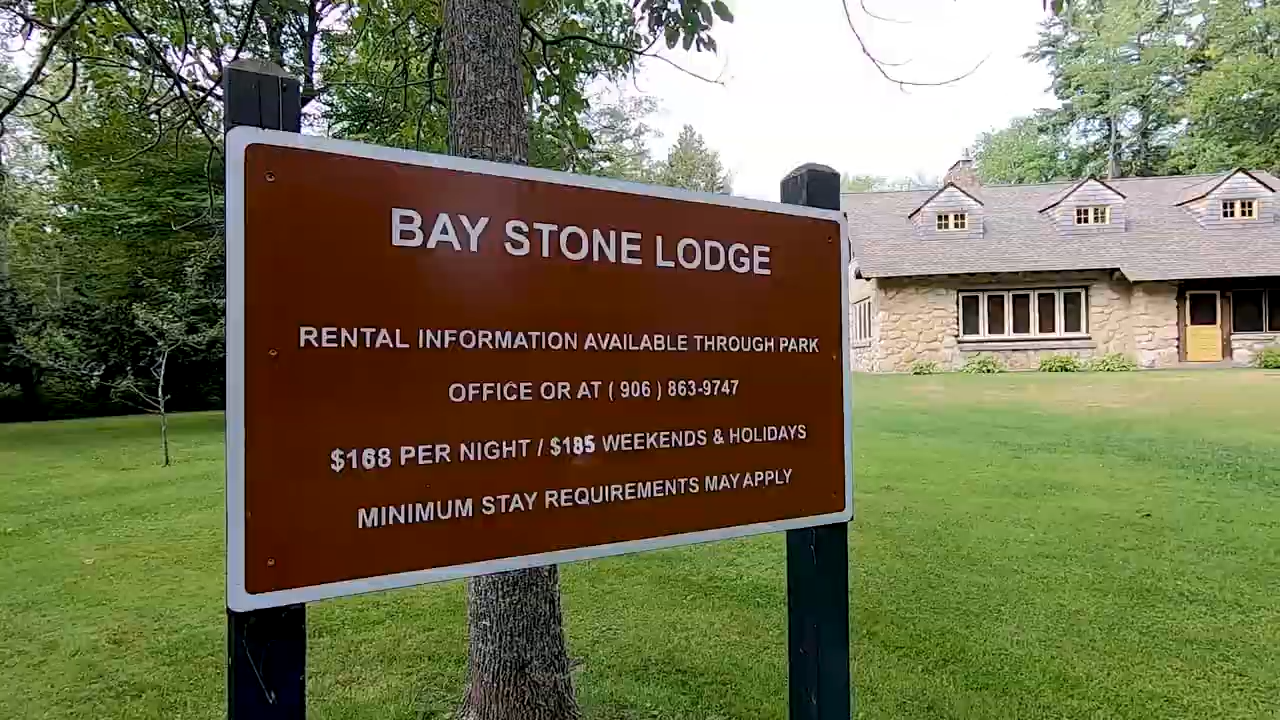 BAY STONE LODGE
RENTAL INFORMATION AVAILABLE THROUGH PARK
OFFICE OR AT ( 906 ) 863-9747
$168 PER NIGHT / $185 WEEKENDS & HOLIDAYS
MINIMUM STAY REQUIREMENTS MAY APPLY